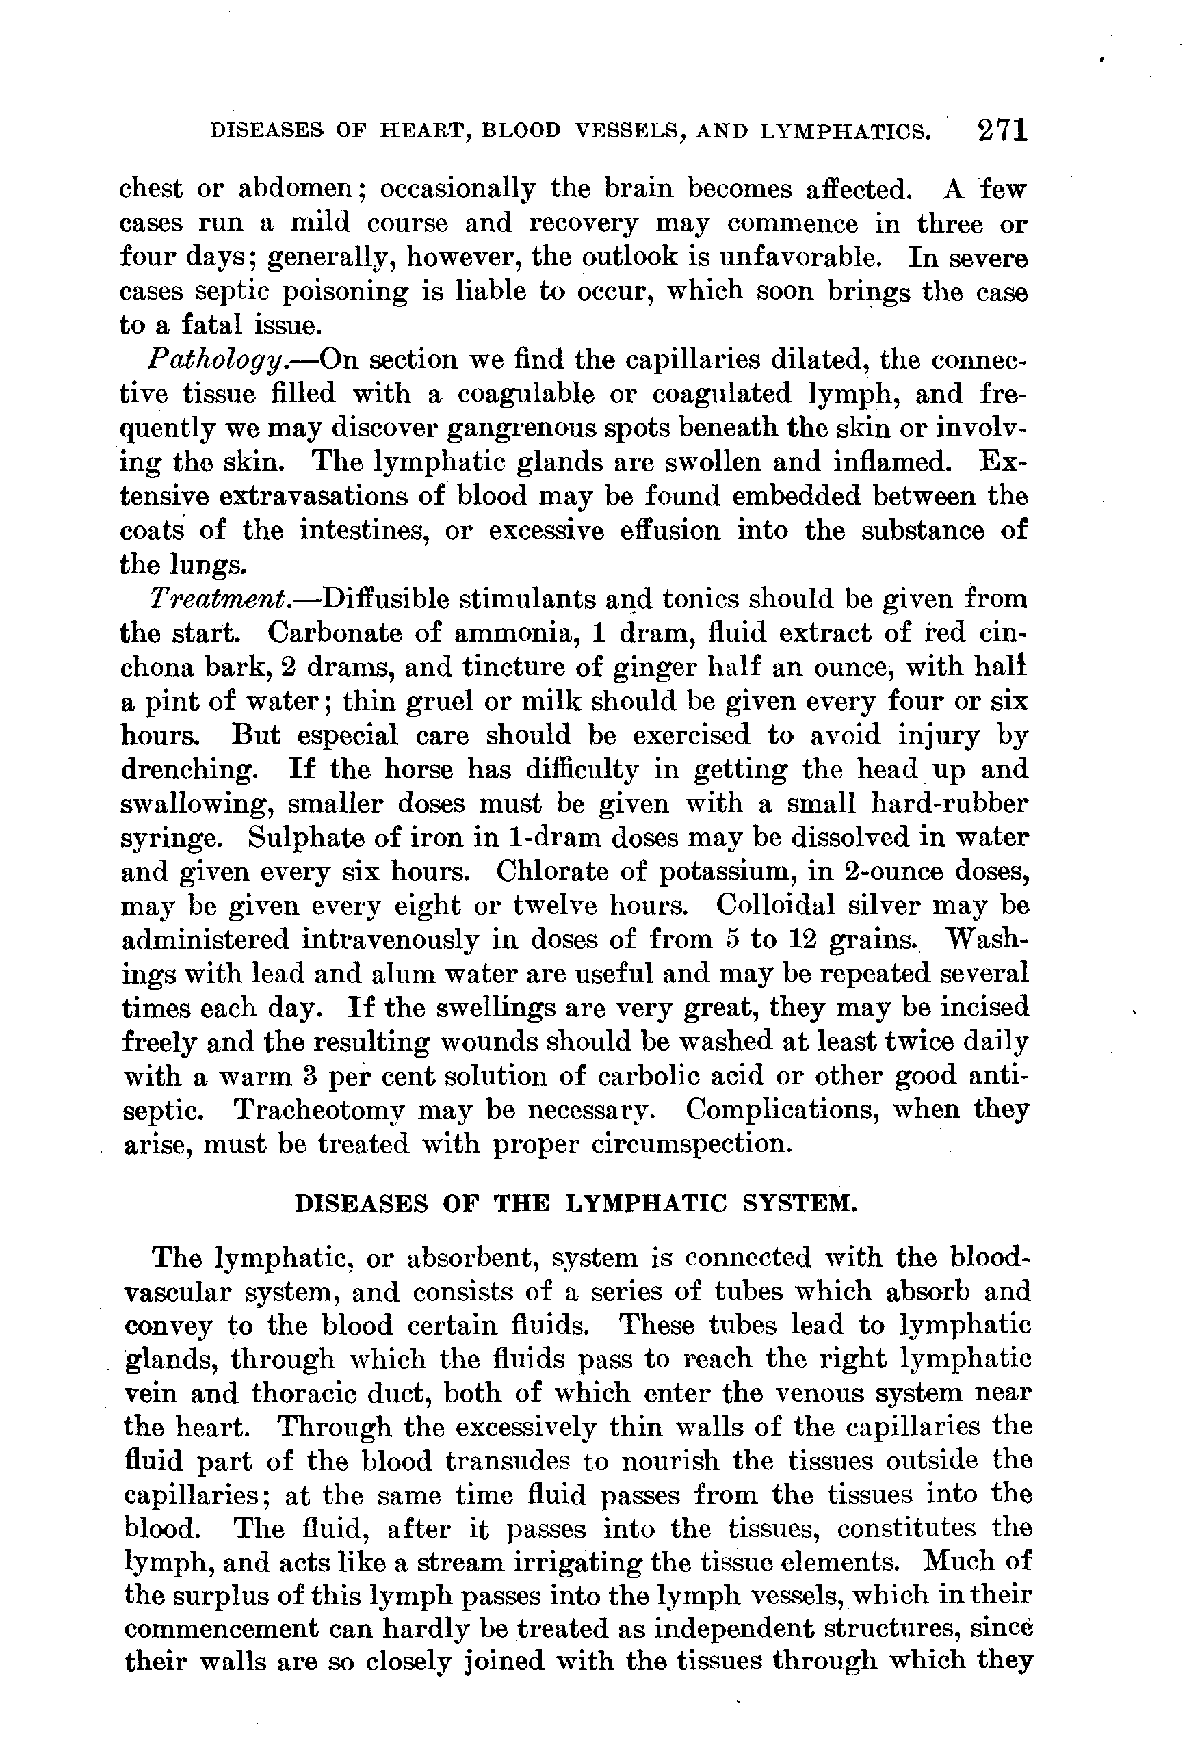 DISEASES OF HEART, BLOOD VESSELS, AND LYMPHATICS. 271
chest or abdomen; occasionally the brain becomes affected. A few
cases run a mild course and recovery may commence in three or
four days; generally, however, the outlook is unfavorable. In severe
cases septic poisoning is liable to occur, which soon brings the case
to a fatal issue.
Pathology.—On section we find the capillaries dilated, the connec-
tive tissue filled with a coagulable or coagulated lymph, and fre-
quently we may discover gangrenous spots beneath the skin or involv-
ing the skin. The lymphatic glands are swollen and inflamed. Ex-
tensive extravasations of blood may be found embedded between the
coats of the intestines, or excessive effusion into the substance of
the lungs.
Treatment.—Diffusible stimulants and tonics should be given from
the start. Carbonate of ammonia, 1 dram, fluid extract of red cin-
chona bark, 2 drams, and tincture of ginger half an ounce, with half
a pint of water; thin gruel or milk should be given every four or six
hours. But especial care should be exercised to avoid injury by
drenching. If the horse has difficulty in getting the head up and
swallowing, smaller doses must be given with a small hard-rubber
syringe. Sulphate of iron in 1-dram doses may be dissolved in water
and given every six hours. Chlorate of potassium, in 2-ounce doses,
may be given every eight or twelve hours. Colloidal silver may be
administered intravenously in doses of from 5 to 12 grains. Wash-
ings with lead and alum water are useful and may be repeated several
times each day. If the swellings are very great, they may be incised
freely and the resulting wounds should be washed at least twice daily
with a warm 3 per cent solution of carbolic acid or other good anti-
septic. Tracheotomy may be necessary. Complications, when they
arise, must be treated with proper circumspection.
DISEASES OF THE LYMPHATIC SYSTEM.
The lymphatic, or absorbent, system is connected with the blood-
vascular system, and consists of a series of tubes which absorb and
convey to the blood certain fluids. These tubes lead to lymphatic
glands, through which the fluids pass to reach the right lymphatic
vein and thoracic duct, both of which enter the venous system near
the heart. Through the excessively thin walls of the capillaries the
fluid part of the blood transudes to nourish the tissues outside the
capillaries; at the same time fluid passes from the tissues into the
blood. The fluid, after it passes into the tissues, constitutes the
lymph, and acts like a stream irrigating the tissue elements. Much of
the surplus of this lymph passes into the lymph vessels, which in their
commencement can hardly be treated as independent structures, since
their walls are so closely joined with the tissues through which they